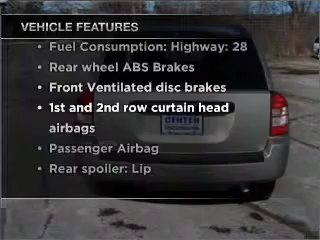 VEHICLE FEATURES
• Fuel Consumption: Highway: 28
• Rear wheel ABS Brakes
• Front Ventilated disc brakes
• 1st and 2nd row curtain head
airbags
• Passenger Airbag
• Rear spoiler: Lip
CENTER